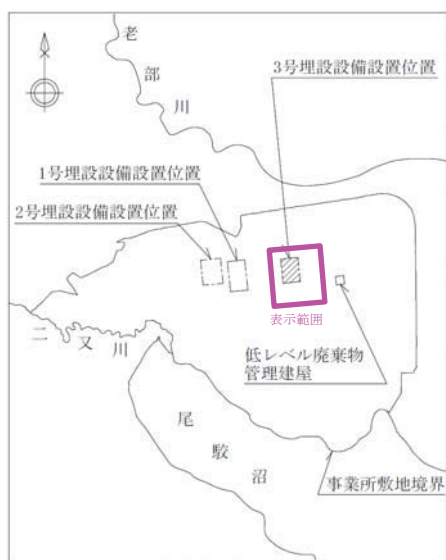 老部川
3号埋設設備設置位置
1号埋設設備設置位置
2号埋設設備設置位置
表示範囲
二又川
低レベル廃棄物
管理建屋
尾駮沼
事業所敷地境界